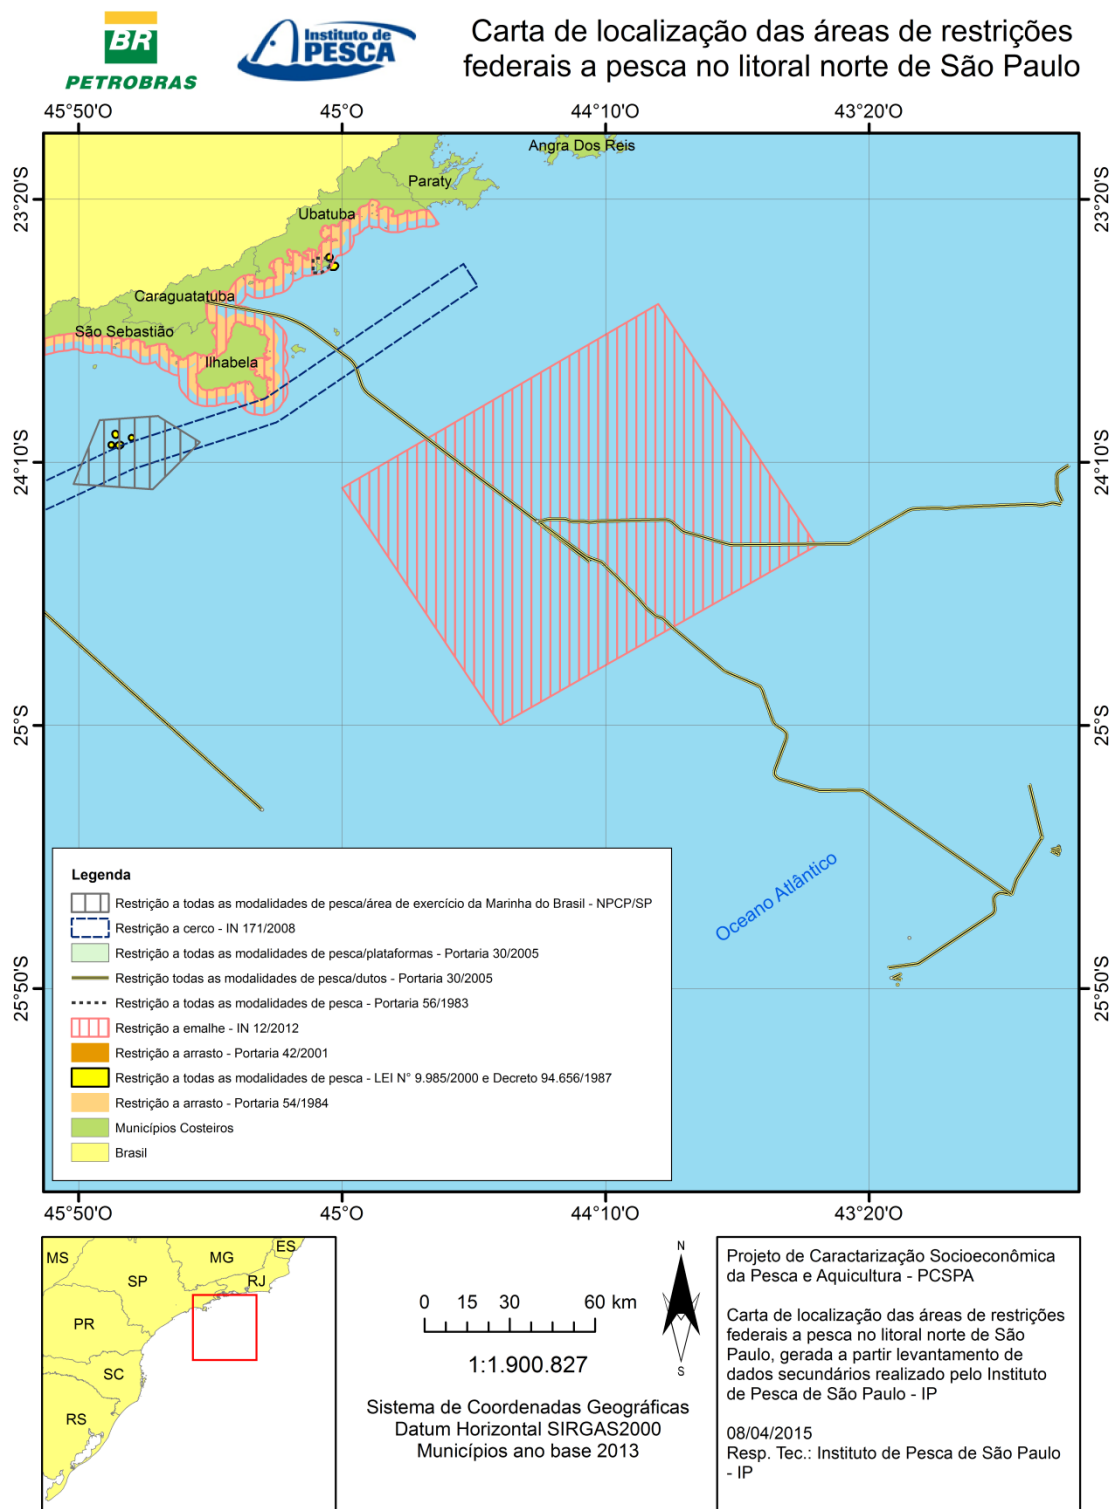 BR
PETROBRAS
Instituto de
PESCA
Carta de localização das áreas de restrições
federais a pesca no litoral norte de São Paulo
45°50'O 45°O 44°10'O 43°20'O
23°20'S 23°20'S
Angra Dos Reis
Paraty
Ubatuba
Caraguatatuba
São Sebastião
Ilhabela
24°10'S 24°10'S
25°S 25°S
Oceano Atlântico
25°50'S 25°50'S
Legenda
Restrição a todas as modalidades de pesca/área de exercício da Marinha do Brasil - NPCP/SP
Restrição a cerco - IN 171/2008
Restrição a todas as modalidades de pesca/plataformas - Portaria 30/2005
Restrição todas as modalidades de pesca/dutos - Portaria 30/2005
Restrição a todas as modalidades de pesca - Portaria 56/1983
Restrição a emalhe - IN 12/2012
Restrição a arrasto - Portaria 42/2001
Restrição a todas as modalidades de pesca - LEI N° 9.985/2000 e Decreto 94.656/1987
Restrição a arrasto - Portaria 54/1984
Municípios Costeiros
Brasil
45°50'O 45°O 44°10'O 43°20'O
MS
MG
ES
SP
RJ
PR
SC
RS
0 15 30 60 km
1:1.900.827
Sistema de Coordenadas Geográficas
Datum Horizontal SIRGAS2000
Municípios ano base 2013
N
S
Projeto de Caractarização Socioeconômica
da Pesca e Aquicultura - PCSPA
Carta de localização das áreas de restrições
federais a pesca no litoral norte de São
Paulo, gerada a partir levantamento de
dados secundários realizado pelo Instituto
de Pesca de São Paulo - IP
08/04/2015
Resp. Tec.: Instituto de Pesca de São Paulo
- IP